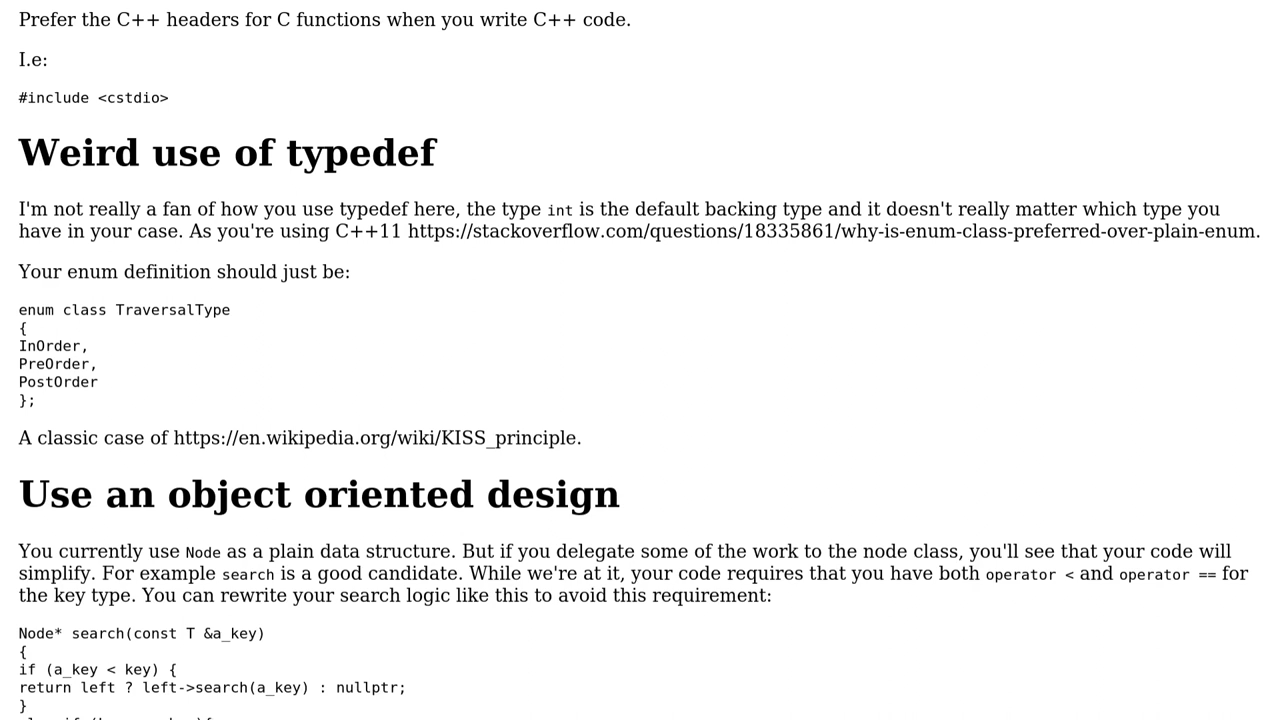 Prefer the C++ headers for C functions when you write C++ code.
I.e:
#include <cstdio>
Weird use of typedef
I'm not really a fan of how you use typedef here, the type int is the default backing type and it doesn't really matter which type you
have in your case. As you're using C++11 https://stackoverflow.com/questions/18335861/why-is-enum-class-preferred-over-plain-enum.
Your enum definition should just be:
enum class TraversalType
{
InOrder,
PreOrder,
PostOrder
};
A classic case of https://en.wikipedia.org/wiki/KISS_principle.
Use an object oriented design
You currently use Node as a plain data structure. But if you delegate some of the work to the node class, you'll see that your code will
simplify. For example search is a good candidate. While we're at it, your code requires that you have both operator < and operator == for
the key type. You can rewrite your search logic like this to avoid this requirement:
Node* search(const T &a_key)
{
if (a_key < key) {
return left ? left->search(a_key) : nullptr;
}